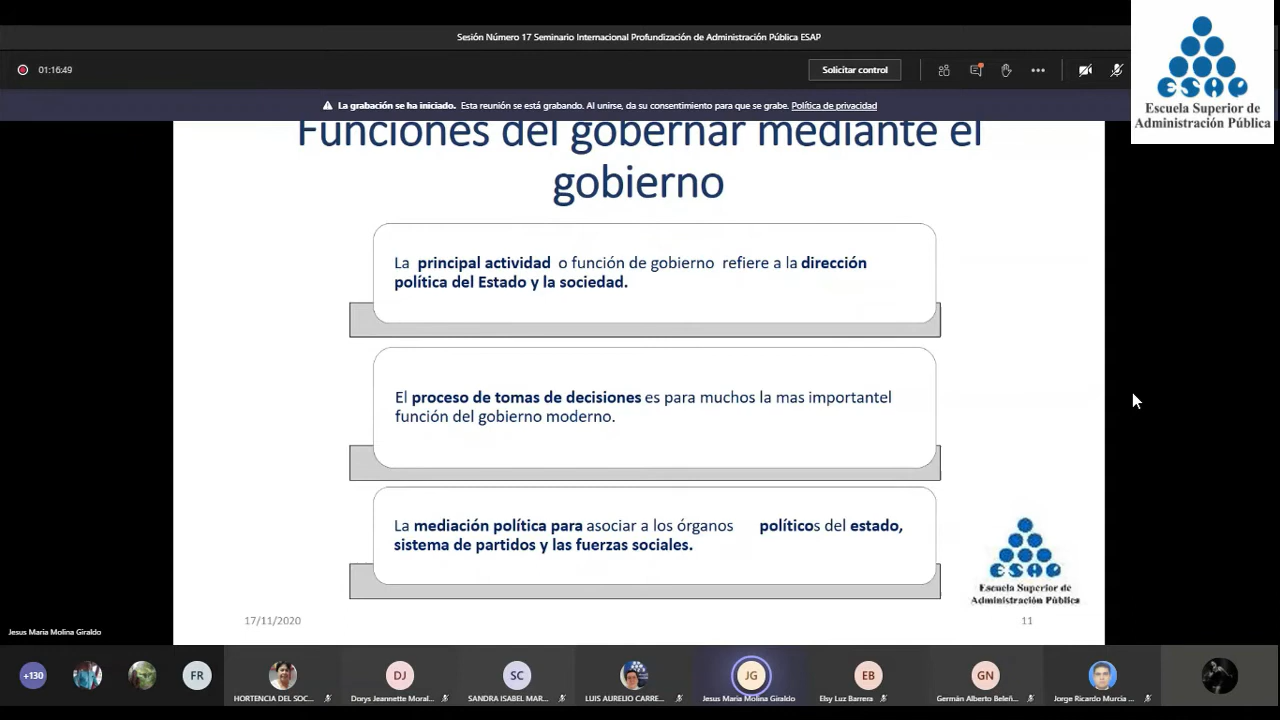 Sesión Número 17 Seminario Internacional Profundización de Administración Pública ESAP
01:16:49
Solicitar control
ESAP
Escuela Superior de
Administración Pública
La grabación se ha iniciado. Esta reunión se está grabando. Al unirse, da su consentimiento para que se grabe. Política de privacidad
Funciones del gobernar mediante el
gobierno
La principal actividad o función de gobierno refiere a la dirección
política del Estado y la sociedad.
El proceso de tomas de decisiones es para muchos la mas importantel
función del gobierno moderno.
La mediación política para asociar a los órganos políticos del estado,
sistema de partidos y las fuerzas sociales.
ESAP
Escuela Superior de
Administración Pública
17/11/2020
11
Jesus Maria Molina Giraldo
+130
FR
HORTENCIA DEL SOC...
DJ
Dorys Jeannette Moral...
SC
SANDRA ISABEL MAR...
LUIS AURELIO CARRE...
JG
Jesus Maria Molina Giraldo
EB
Elsy Luz Barrera
GN
Germán Alberto Beleñ...
Jorge Ricardo Murcia ...